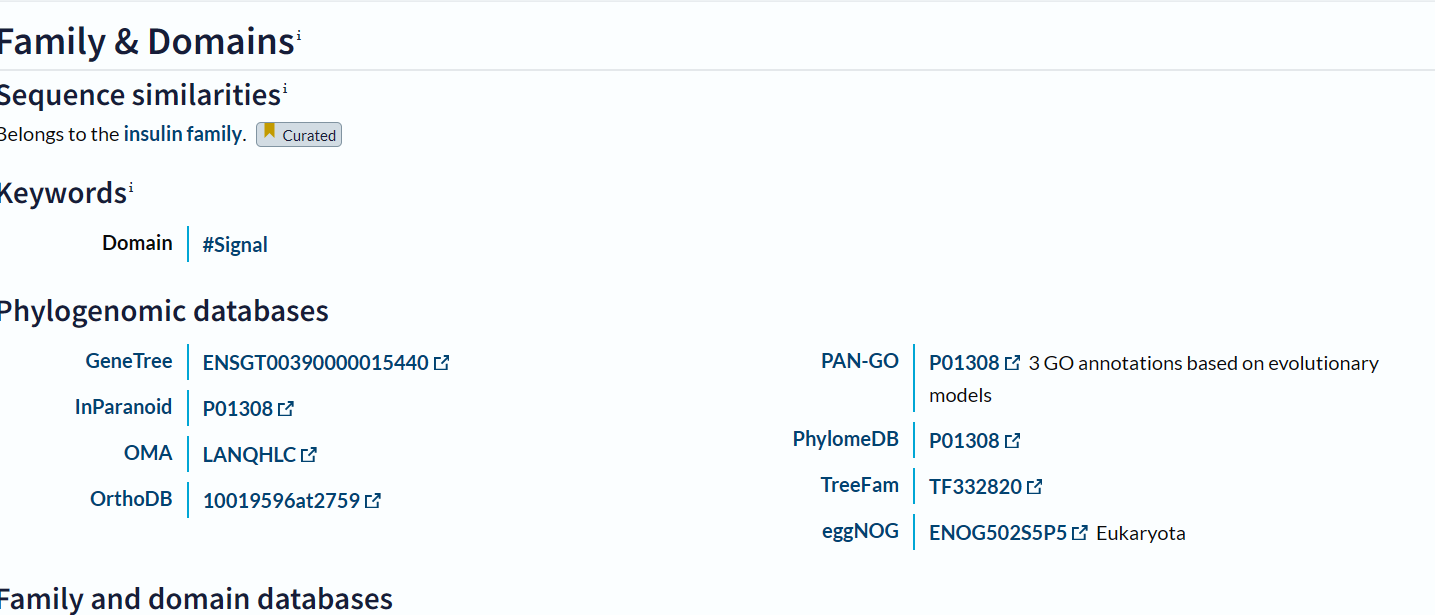 Family & Domains i
Sequence similarities i
Belongs to the insulin family. Curated
Keywords i
Domain #Signal
Phylogenomic databases
GeneTree ENSGT00390000015440
InParanoid P01308
OMA LANQHLC
OrthoDB 10019596at2759
PAN-GO P01308 3 GO annotations based on evolutionary
models
PhylomeDB P01308
TreeFam TF332820
eggNOG ENOG502S5P5 Eukaryota
Family and domain databases